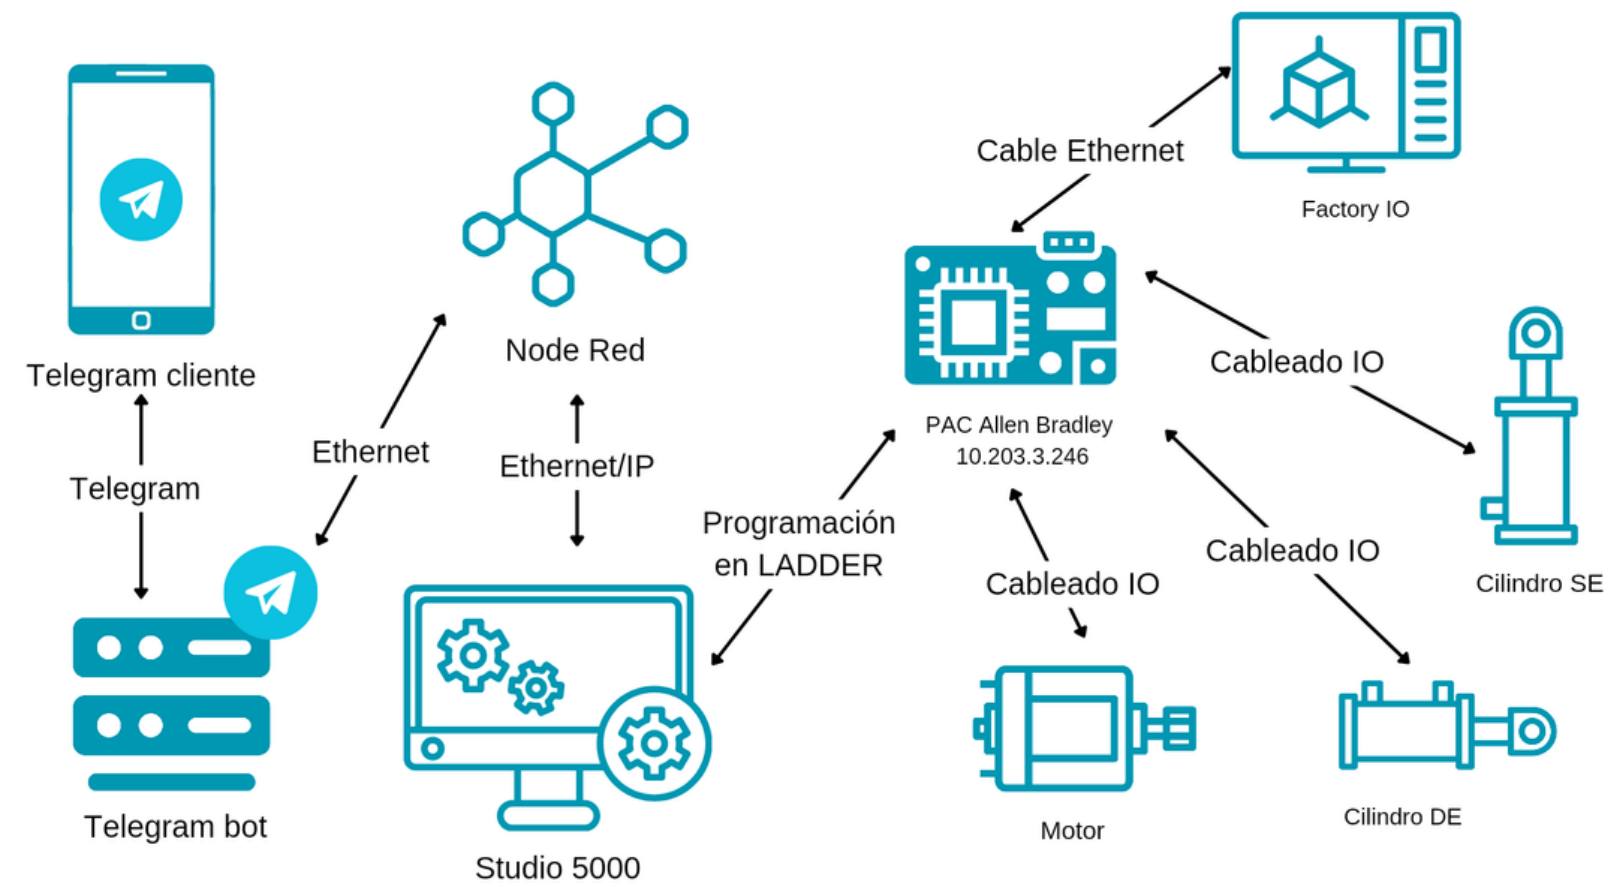 Cable Ethernet
Factory IO
Node Red
Telegram cliente
Cableado IO
PAC Allen Bradley
10.203.3.246
Ethernet
Ethernet/IP
Telegram
Programación
en LADDER
Cableado IO
Cableado IO
Cilindro SE
Telegram bot
Motor
Cilindro DE
Studio 5000